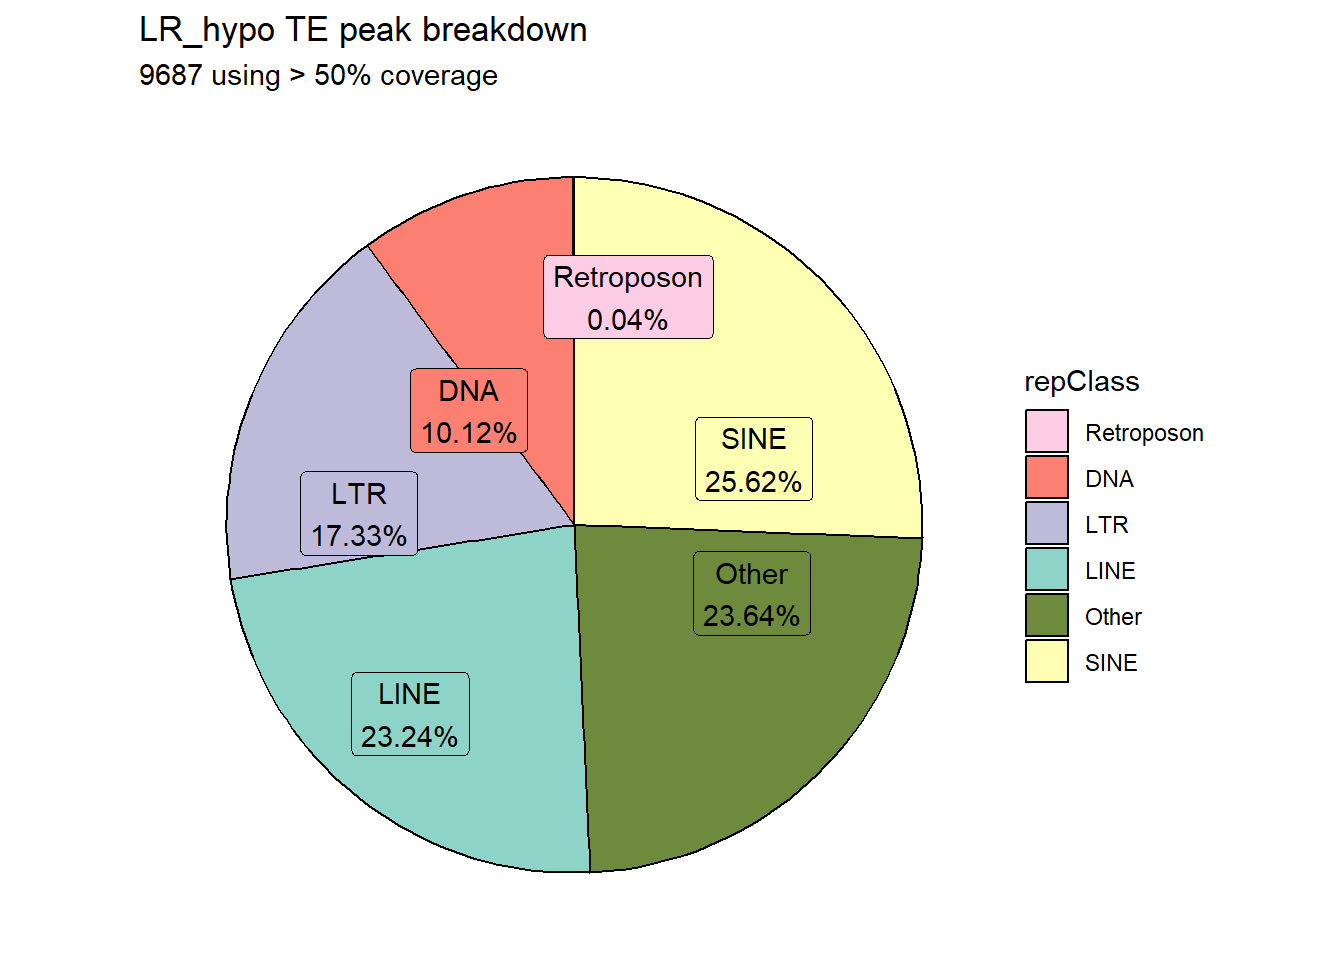 LR_hypo TE peak breakdown
9687 using > 50% coverage
Retroposon
0.04%
DNA
10.12%
SINE
25.62%
LTR
17.33%
Other
23.64%
LINE
23.24%
repClass
Retroposon
DNA
LTR
LINE
Other
SINE